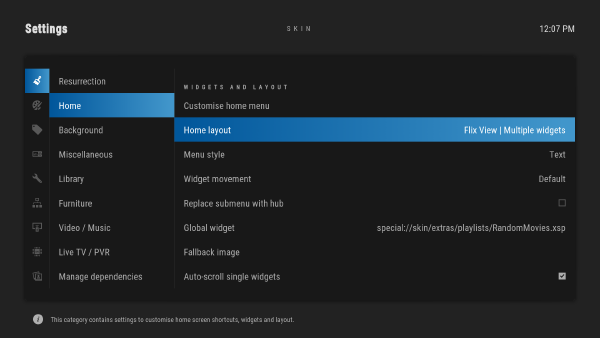 Settings
SKIN
12:07 PM
Resurrection
WIDGETS AND LAYOUT
Home
Customise home menu
Background
Home layout
Flix View | Multiple widgets
Miscellaneous
Menu style
Text
Library
Widget movement
Default
Furniture
Replace submenu with hub
Video / Music
Global widget
special://skin/extras/playlists/RandomMovies.xsp
Live TV / PVR
Fallback image
Manage dependencies
Auto-scroll single widgets
This category contains settings to customise home screen shortcuts, widgets and layout.